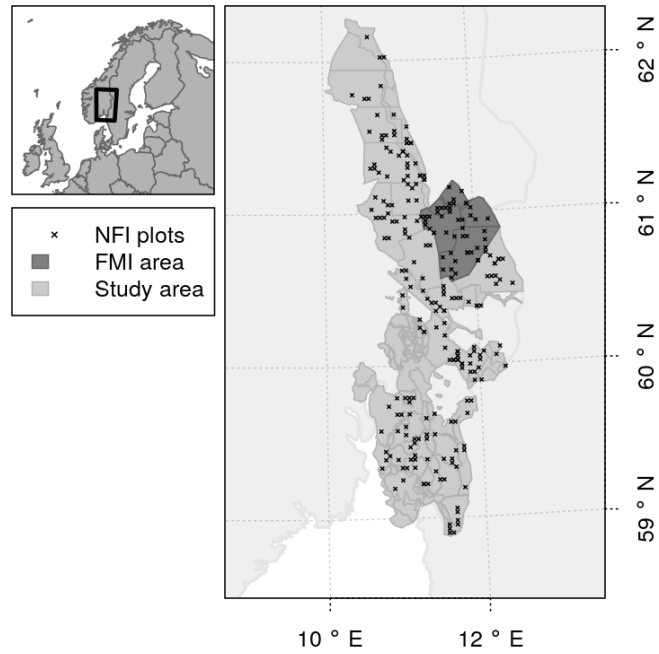 NFI plots
FMI area
Study area
62 ° N
61 ° N
60 ° N
59 ° N
10 ° E
12 ° E